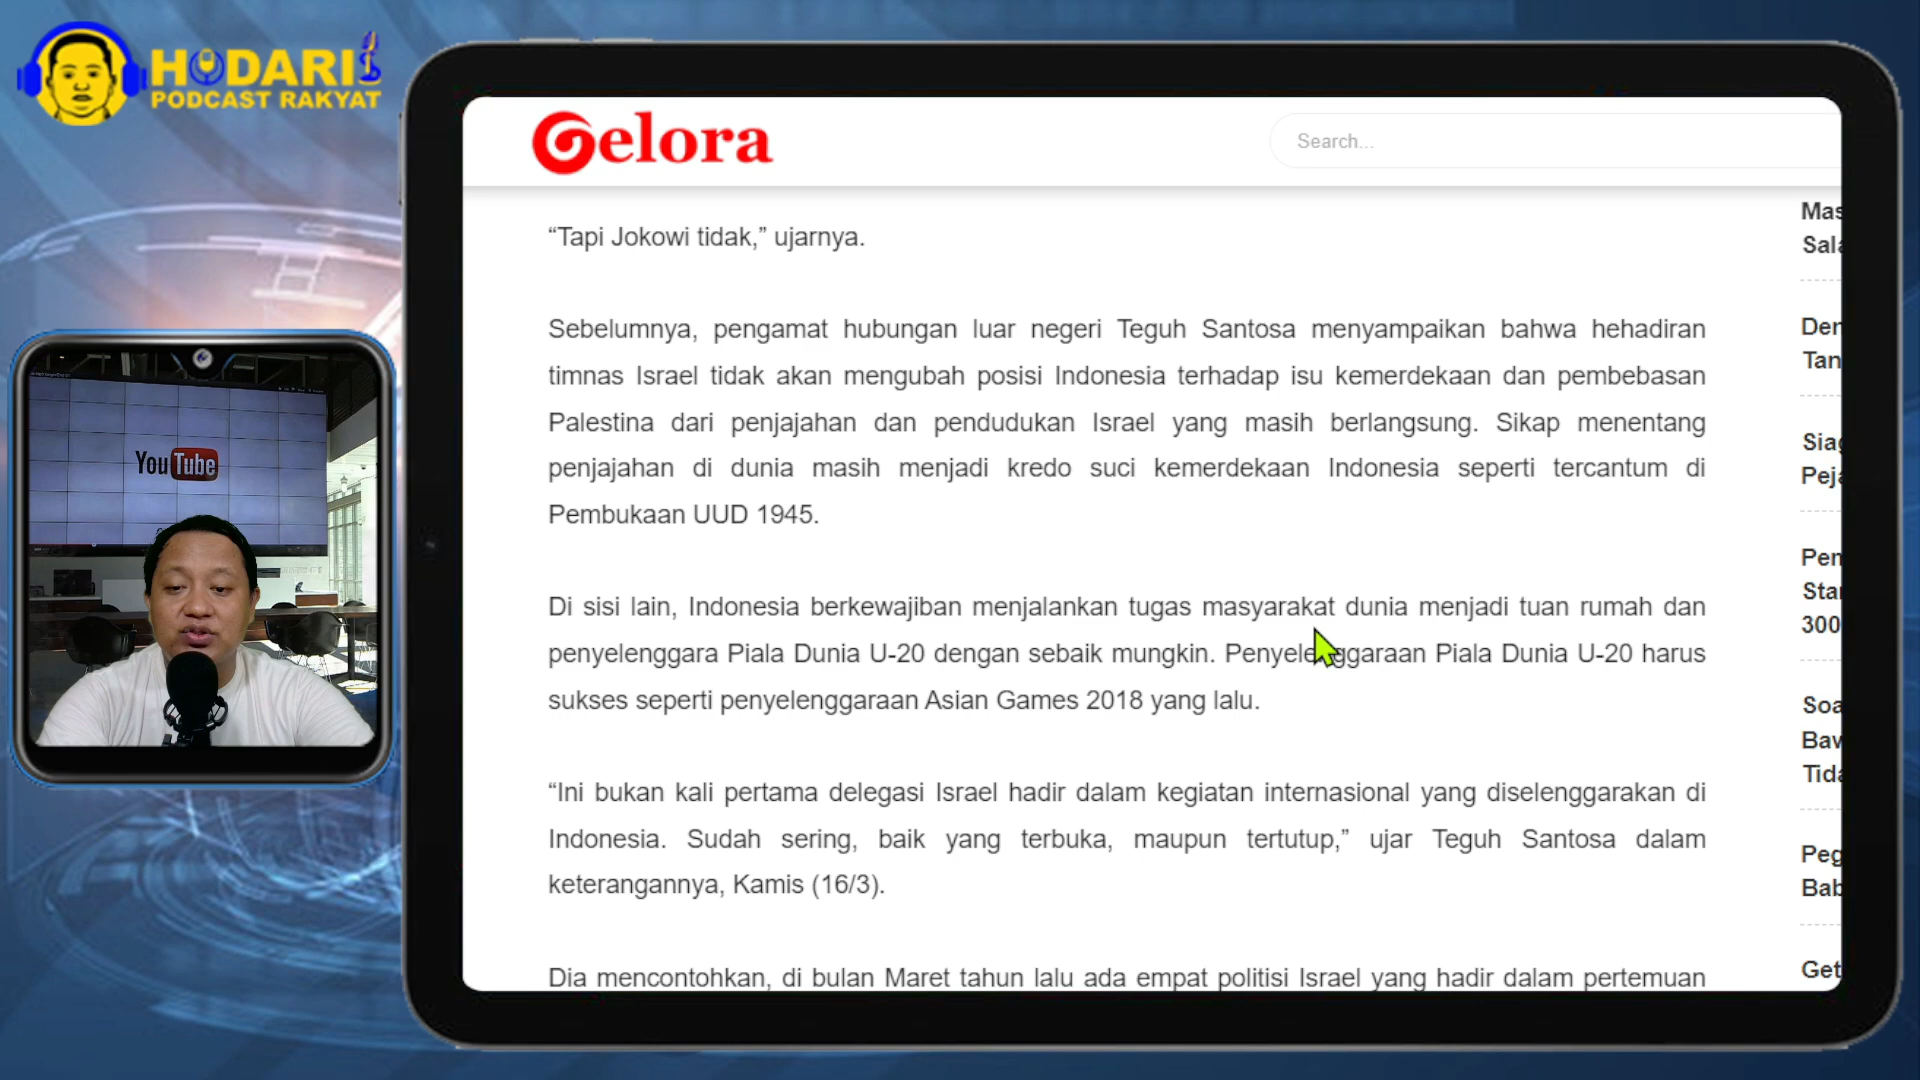 HODARI
PODCAST RAKYAT
Gelora
Search...
“Tapi Jokowi tidak,” ujarnya.
Sebelumnya, pengamat hubungan luar negeri Teguh Santosa menyampaikan bahwa hehadiran
timnas Israel tidak akan mengubah posisi Indonesia terhadap isu kemerdekaan dan pembebasan
Palestina dari penjajahan dan pendudukan Israel yang masih berlangsung. Sikap menentang
penjajahan di dunia masih menjadi kredo suci kemerdekaan Indonesia seperti tercantum di
Pembukaan UUD 1945.
Di sisi lain, Indonesia berkewajiban menjalankan tugas masyarakat dunia menjadi tuan rumah dan
penyelenggara Piala Dunia U-20 dengan sebaik mungkin. Penyelenggaraan Piala Dunia U-20 harus
sukses seperti penyelenggaraan Asian Games 2018 yang lalu.
“Ini bukan kali pertama delegasi Israel hadir dalam kegiatan internasional yang diselenggarakan di
Indonesia. Sudah sering, baik yang terbuka, maupun tertutup,” ujar Teguh Santosa dalam
keterangannya, Kamis (16/3).
Dia mencontohkan, di bulan Maret tahun lalu ada empat politisi Israel yang hadir dalam pertemuan
YouTube
300